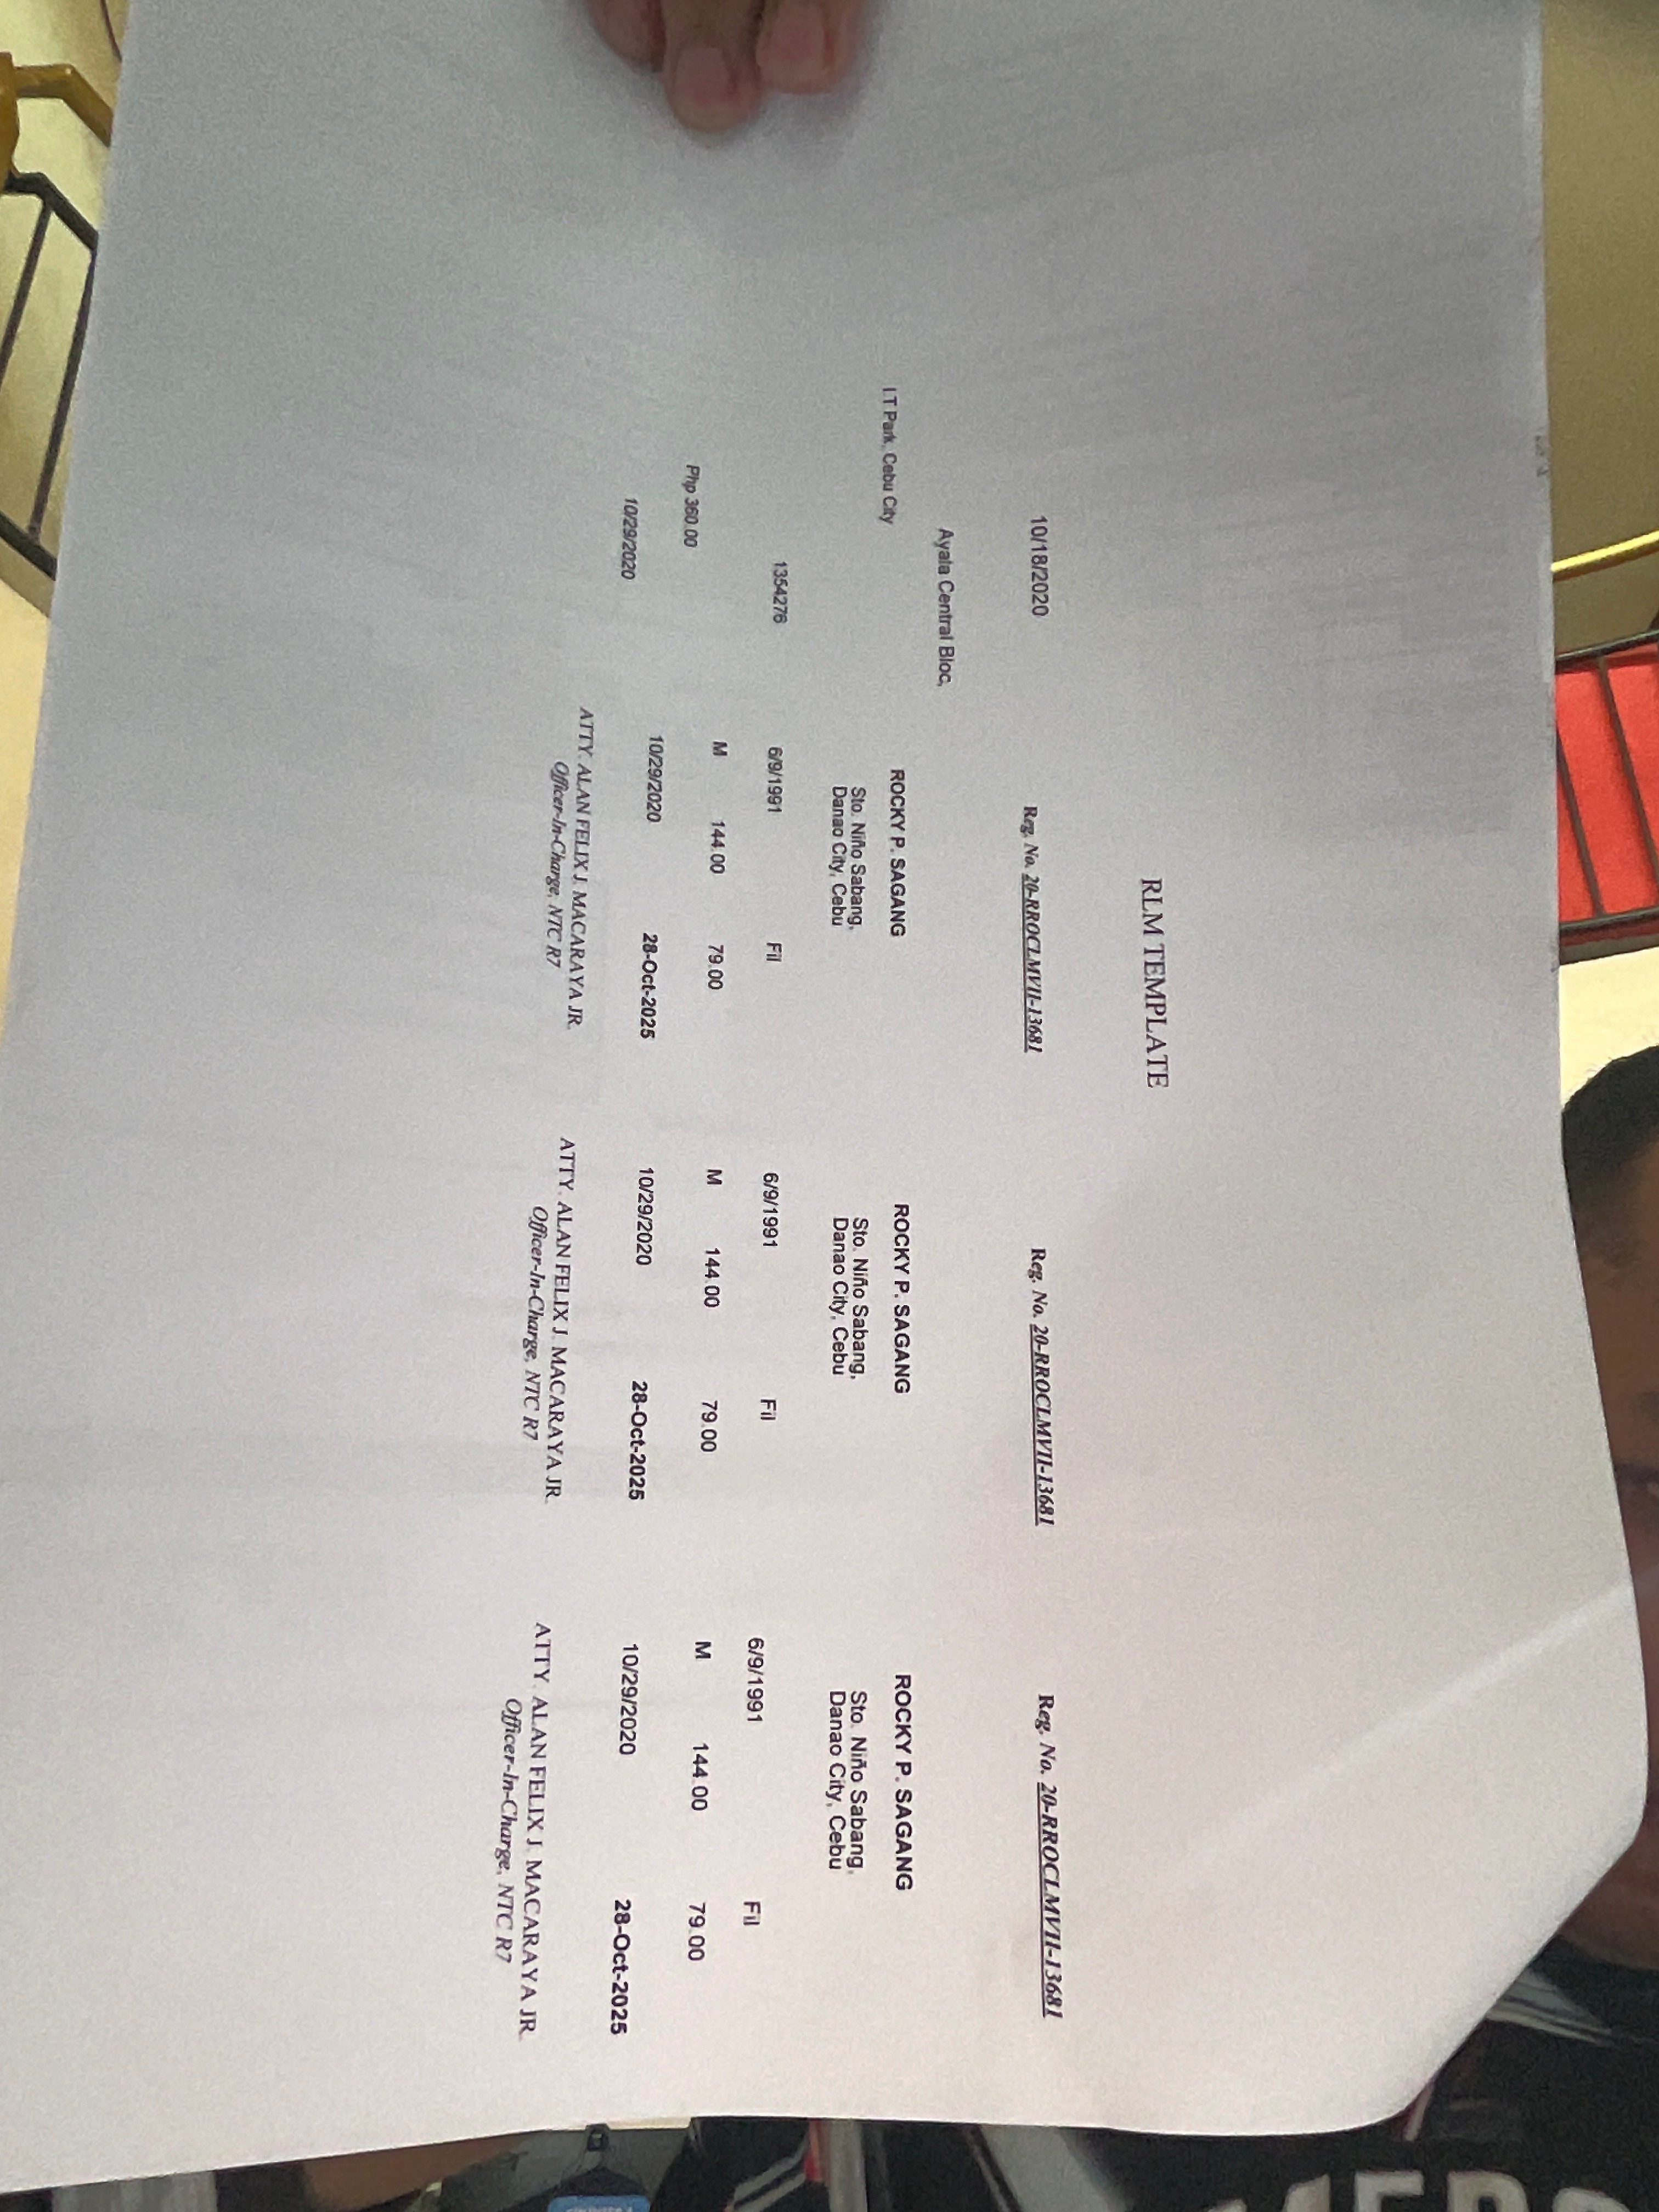 RLM TEMPLATE
10/18/2020
Ayala Central Bloc,
I.T Park, Cebu City
1354276
Php 360.00
10/29/2020
Reg. No. 20-RROCLMVII-13681
ROCKY P. SAGANG
Sto. Niño Sabang,
Danao City, Cebu
6/9/1991 Fil
M 144.00 79.00
10/29/2020 28-Oct-2025
ATTY. ALAN FELIX J. MACARAYA JR.
Officer-In-Charge, NTC R7
Reg. No. 20-RROCLMVII-13681
ROCKY P. SAGANG
Sto. Niño Sabang,
Danao City, Cebu
6/9/1991 Fil
M 144.00 79.00
10/29/2020 28-Oct-2025
ATTY. ALAN FELIX J. MACARAYA JR.
Officer-In-Charge, NTC R7
Reg. No. 20-RROCLMVII-13681
ROCKY P. SAGANG
Sto. Niño Sabang,
Danao City, Cebu
6/9/1991 Fil
M 144.00 79.00
10/29/2020 28-Oct-2025
ATTY. ALAN FELIX J. MACARAYA JR.
Officer-In-Charge, NTC R7